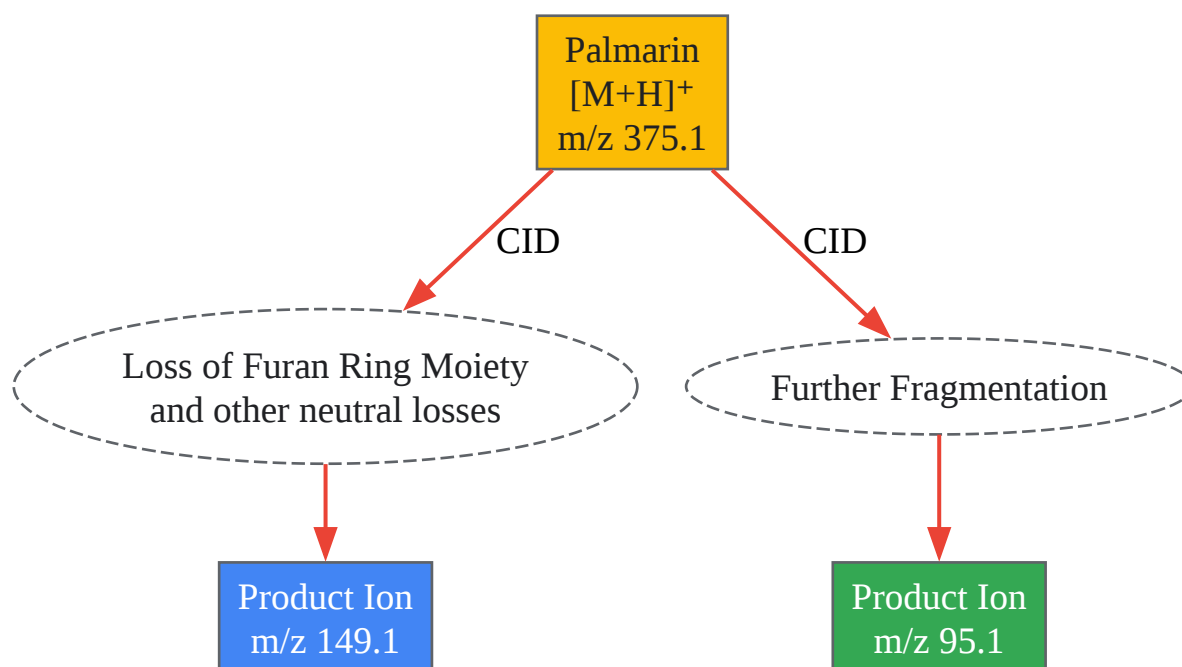 Palmarin
[M+H]⁺
m/z 375.1
CID
CID
Loss of Furan Ring Moiety
and other neutral losses
Further Fragmentation
Product Ion
m/z 149.1
Product Ion
m/z 95.1